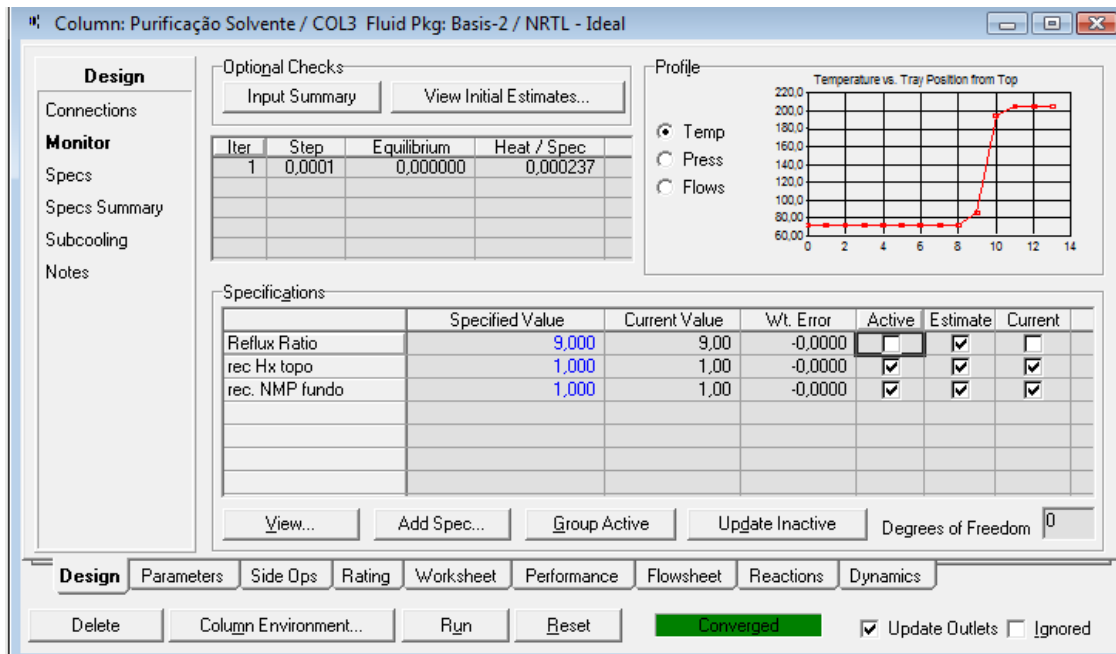 Column: Purificação Solvente / COL3 Fluid Pkg: Basis-2 / NRTL - Ideal
Design
Connections
Monitor
Specs
Specs Summary
Subcooling
Notes
Optional Checks
Input Summary
View Initial Estimates...
Iter Step Equilibrium Heat / Spec
1 0,0001 0,000000 0,000237
Profile
Temp
Press
Flows
Temperature vs. Tray Position from Top
220,0
200,0
180,0
160,0
140,0
120,0
100,0
80,00
60,00
0 2 4 6 8 10 12 14
Specifications
Specified Value Current Value Wt. Error Active Estimate Current
Reflux Ratio 9,000 9,00 -0,0000
rec Hx topo 1,000 1,00 -0,0000
rec. NMP fundo 1,000 1,00 -0,0000
View... Add Spec... Group Active Update Inactive Degrees of Freedom 0
Design Parameters Side Ops Rating Worksheet Performance Flowsheet Reactions Dynamics
Delete Column Environment... Run Reset Converged Update Outlets Ignored